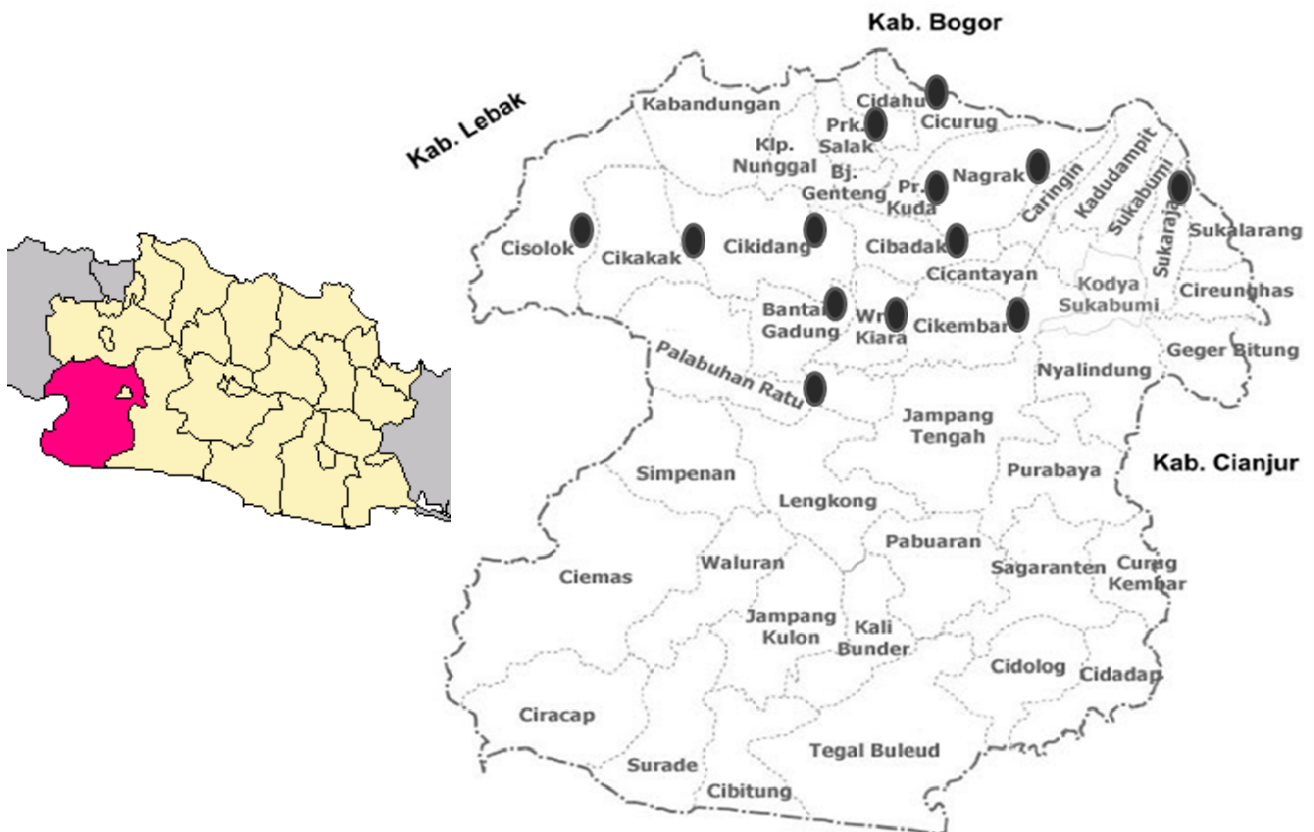 Kab. Bogor
Kab. Lebak
Kabandungan
Cidahu
Cicurug
Prk.
Salak
Klp.
Nunggal
Bj.
Genteng
Pr.
Kuda
Nagrak
Caringin
Kadudampit
Sukabumi
Sukaraja
Sukalarang
Cisolok
Cikakak
Cikidang
Cibadak
Cicantayan
Kodya
Sukabumi
Cireunghas
Bantar
Gadung
Wr.
Kiara
Cikembar
Geger Bitung
Nyalindung
Palabuhan Ratu
Jampang
Tengah
Kab. Cianjur
Simpenan
Purabaya
Lengkong
Pabuaran
Waluran
Sagaranten
Curug
Kembar
Ciemas
Jampang
Kulon
Kali
Bunder
Cidolog
Cidadap
Ciracap
Tegal Buleud
Surade
Cibitung